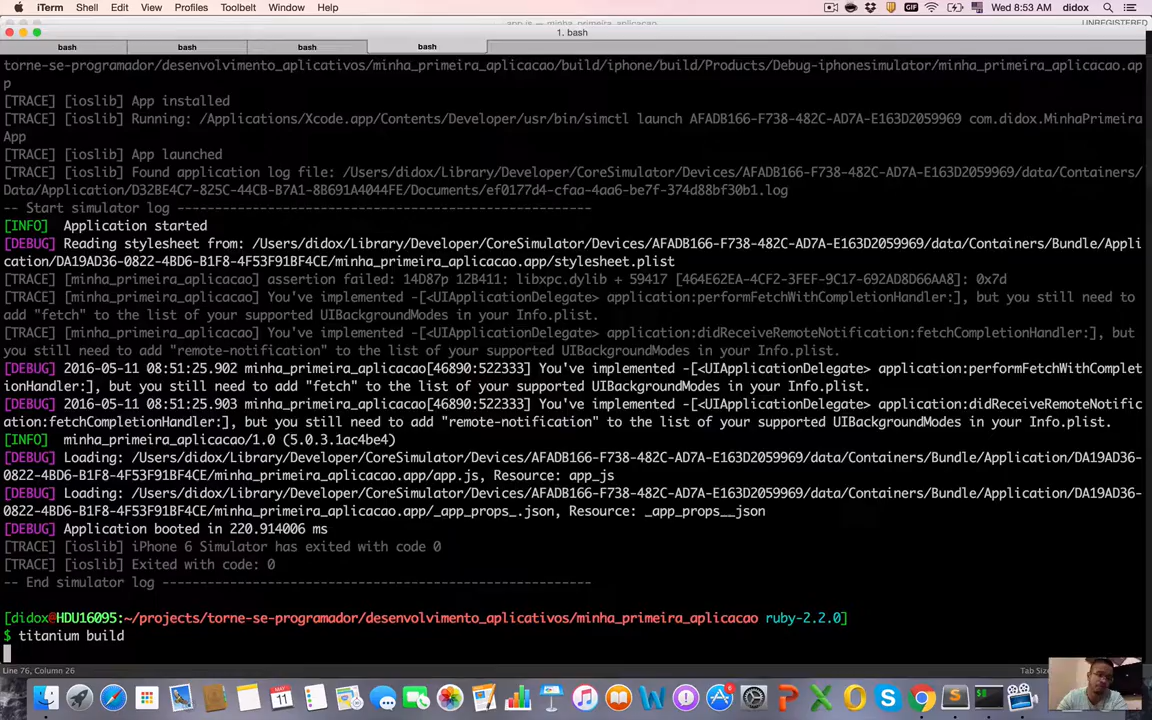 iTerm Shell Edit View Profiles Toolbelt Window Help GIF Wed 8:53 AM didox
app.js — minha_primeira_aplicacao UNREGISTERED
1. bash
bash bash bash bash
torne-se-programador/desenvolvimento_aplicativos/minha_primeira_aplicacao/build/iphone/build/Products/Debug-iphonesimulator/minha_primeira_aplicacao.ap
p
[TRACE] [ioslib] App installed
[TRACE] [ioslib] Running: /Applications/Xcode.app/Contents/Developer/usr/bin/simctl launch AFADB166-F738-482C-AD7A-E163D2059969 com.didox.MinhaPrimeira
App
[TRACE] [ioslib] App launched
[TRACE] [ioslib] Found application log file: /Users/didox/Library/Developer/CoreSimulator/Devices/AFADB166-F738-482C-AD7A-E163D2059969/data/Containers/
Data/Application/D32BE4C7-825C-44CB-B7A1-8B691A4044FE/Documents/ef0177d4-cfaa-4aa6-be7f-374d88bf30b1.log
-- Start simulator log ----------------------------------------------------------
[INFO]  Application started
[DEBUG] Reading stylesheet from: /Users/didox/Library/Developer/CoreSimulator/Devices/AFADB166-F738-482C-AD7A-E163D2059969/data/Containers/Bundle/Appli
cation/DA19AD36-0822-4BD6-B1F8-4F53F91BF4CE/minha_primeira_aplicacao.app/stylesheet.plist
[TRACE] [minha_primeira_aplicacao] assertion failed: 14D87p 12B411: libxpc.dylib + 59417 [464E62EA-4CF2-3FEF-9C17-692AD8D66AA8]: 0x7d
[TRACE] [minha_primeira_aplicacao] You've implemented -[<UIApplicationDelegate> application:performFetchWithCompletionHandler:], but you still need to
add "fetch" to the list of your supported UIBackgroundModes in your Info.plist.
[TRACE] [minha_primeira_aplicacao] You've implemented -[<UIApplicationDelegate> application:didReceiveRemoteNotification:fetchCompletionHandler:], but
you still need to add "remote-notification" to the list of your supported UIBackgroundModes in your Info.plist.
[DEBUG] 2016-05-11 08:51:25.902 minha_primeira_aplicacao[46890:522333] You've implemented -[<UIApplicationDelegate> application:performFetchWithComplet
ionHandler:], but you still need to add "fetch" to the list of your supported UIBackgroundModes in your Info.plist.
[DEBUG] 2016-05-11 08:51:25.903 minha_primeira_aplicacao[46890:522333] You've implemented -[<UIApplicationDelegate> application:didReceiveRemoteNotific
ation:fetchCompletionHandler:], but you still need to add "remote-notification" to the list of your supported UIBackgroundModes in your Info.plist.
[INFO]  minha_primeira_aplicacao/1.0 (5.0.3.1ac4be4)
[DEBUG] Loading: /Users/didox/Library/Developer/CoreSimulator/Devices/AFADB166-F738-482C-AD7A-E163D2059969/data/Containers/Bundle/Application/DA19AD36-
0822-4BD6-B1F8-4F53F91BF4CE/minha_primeira_aplicacao.app/app.js, Resource: app_js
[DEBUG] Loading: /Users/didox/Library/Developer/CoreSimulator/Devices/AFADB166-F738-482C-AD7A-E163D2059969/data/Containers/Bundle/Application/DA19AD36-
0822-4BD6-B1F8-4F53F91BF4CE/minha_primeira_aplicacao.app/_app_props_.json, Resource: _app_props__json
[DEBUG] Application booted in 220.914006 ms
[TRACE] [ioslib] iPhone 6 Simulator has exited with code 0
[TRACE] [ioslib] Exited with code: 0
-- End simulator log ------------------------------------------------------------
[didox@HDU16095:~/projects/torne-se-programador/desenvolvimento_aplicativos/minha_primeira_aplicacao ruby-2.2.0]
$ titanium build
Line 76, Column 26 Tab Size